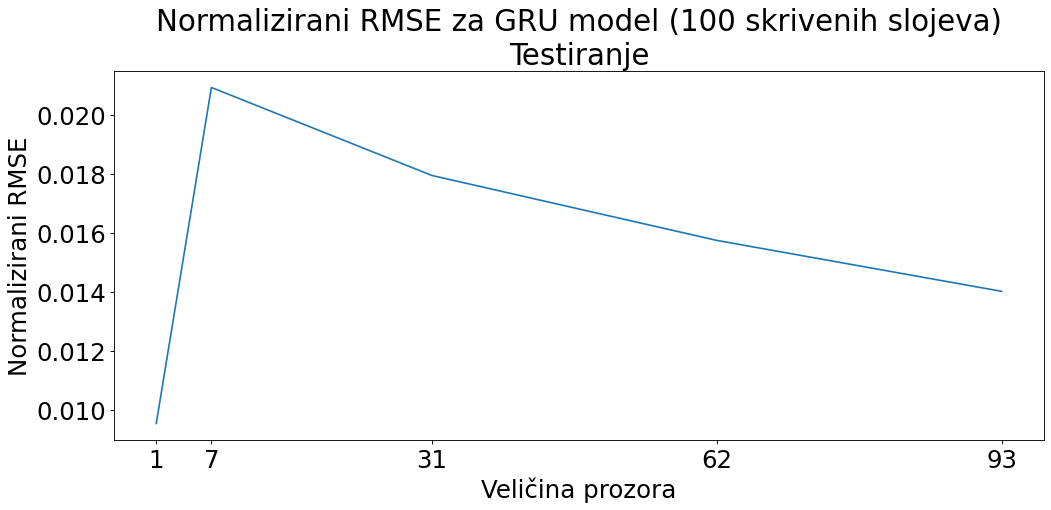 Normalizirani RMSE za GRU model (100 skrivenih slojeva)
Testiranje
Normalizirani RMSE
0.020
0.018
0.016
0.014
0.012
0.010
1 7 31 62 93
Veličina prozora